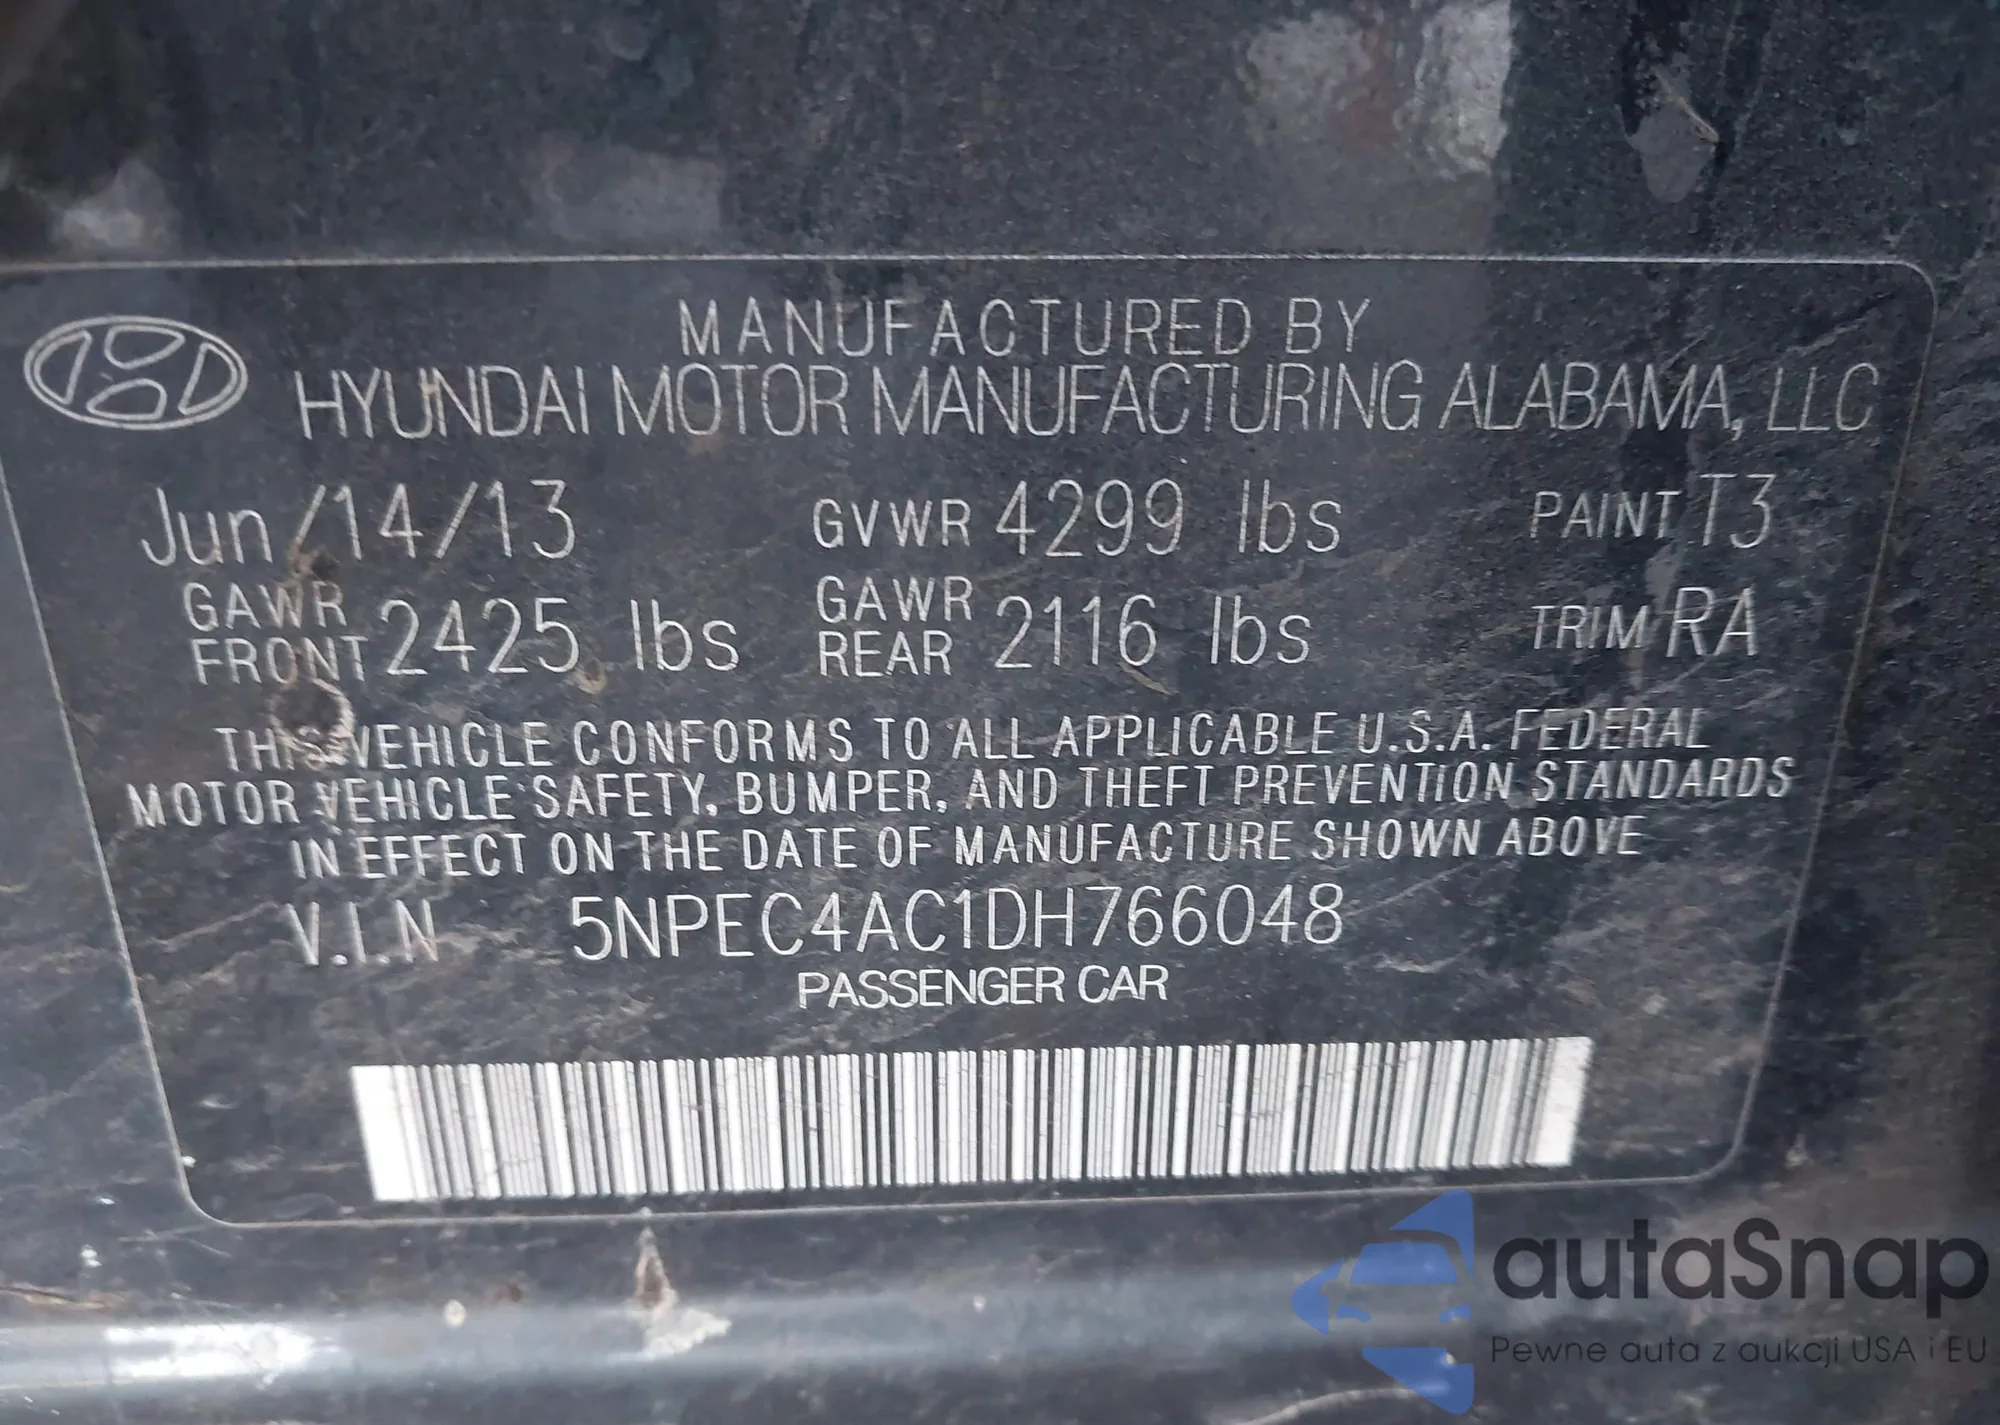 MANUFACTURED BY
HYUNDAI MOTOR MANUFACTURING ALABAMA, LLC
Jun/14/13 GVWR 4299 lbs PAINT T3
GAWR FRONT 2425 lbs GAWR REAR 2116 lbs TRIM RA
THIS VEHICLE CONFORMS TO ALL APPLICABLE U.S.A. FEDERAL
MOTOR VEHICLE SAFETY, BUMPER, AND THEFT PREVENTION STANDARDS
IN EFFECT ON THE DATE OF MANUFACTURE SHOWN ABOVE
V.I.N 5NPEC4AC1DH766048
PASSENGER CAR
autaSnap
Pewne auta z aukcji USA i EU